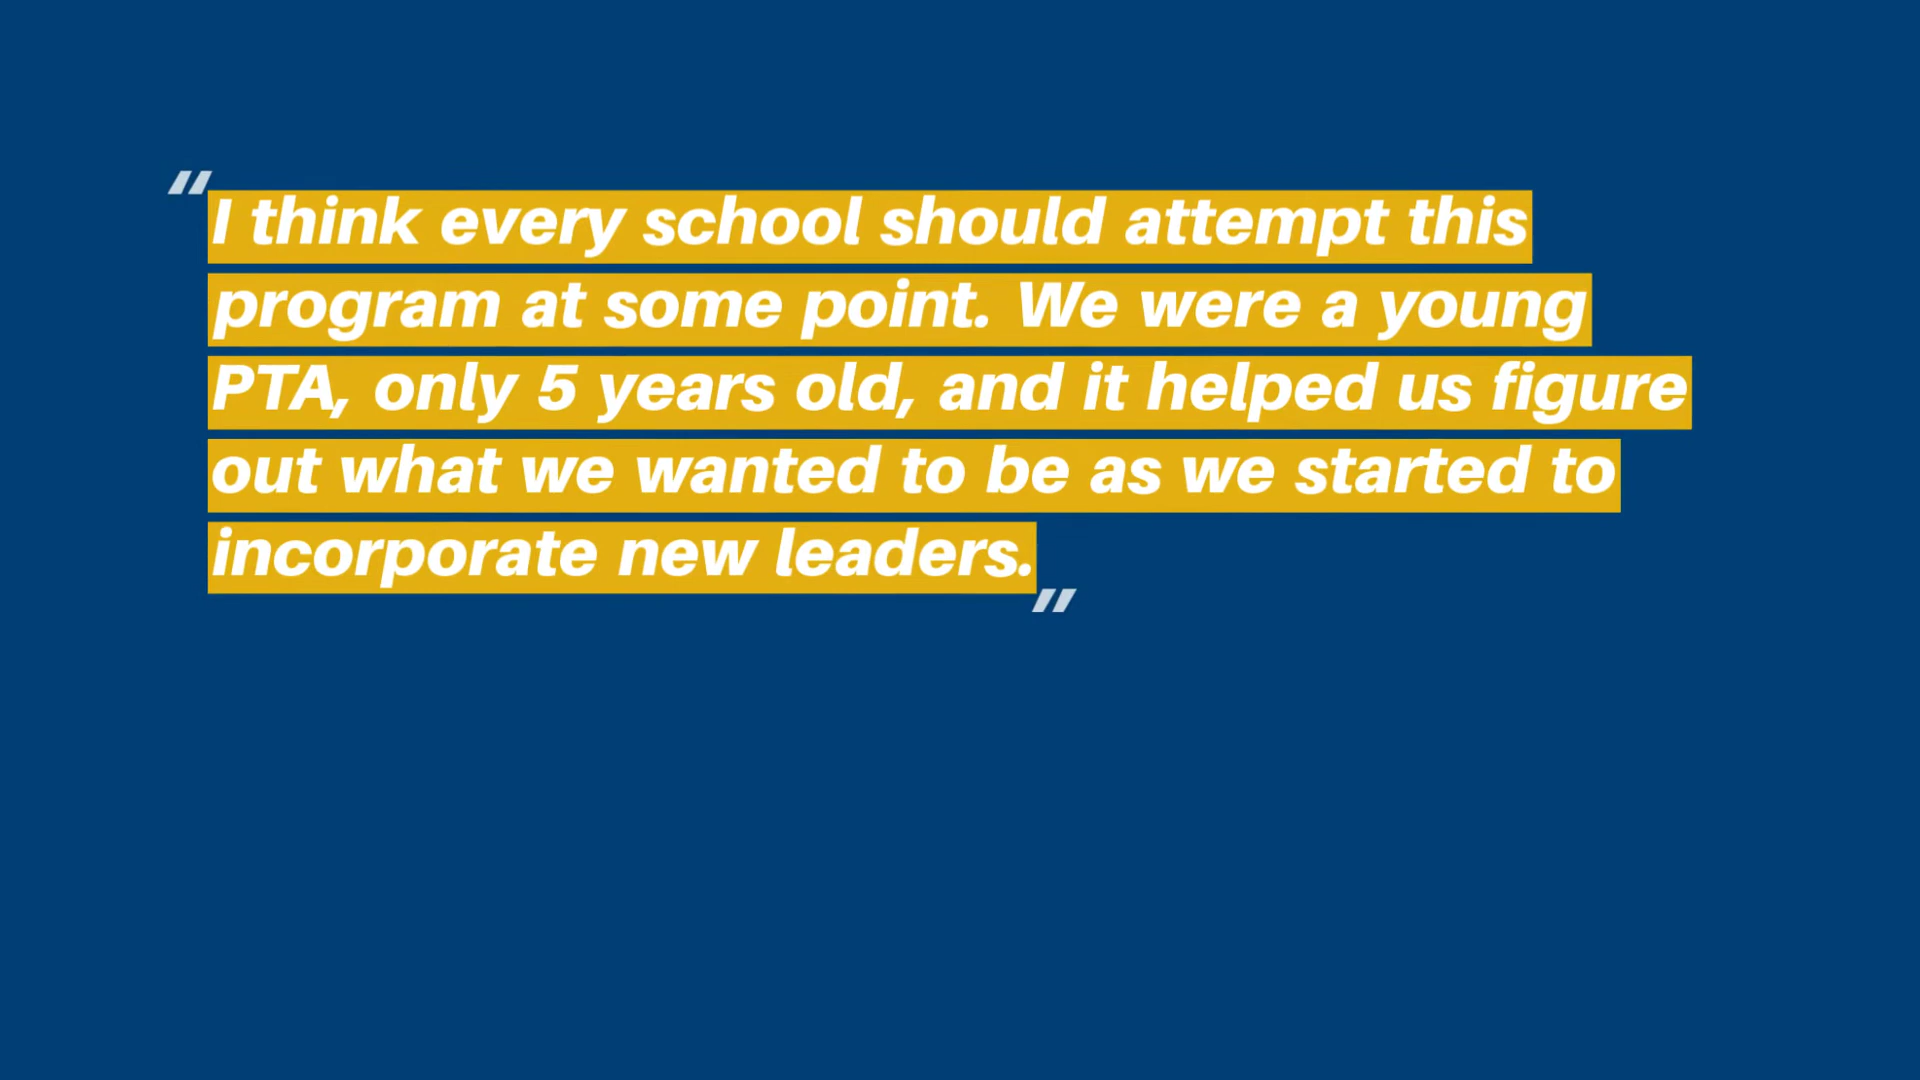 "I think every school should attempt this
program at some point. We were a young
PTA, only 5 years old, and it helped us figure
out what we wanted to be as we started to
incorporate new leaders."